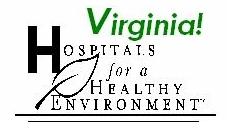 Virginia!
HOSPITALS
for a
HEALTHY
ENVIRONMENT